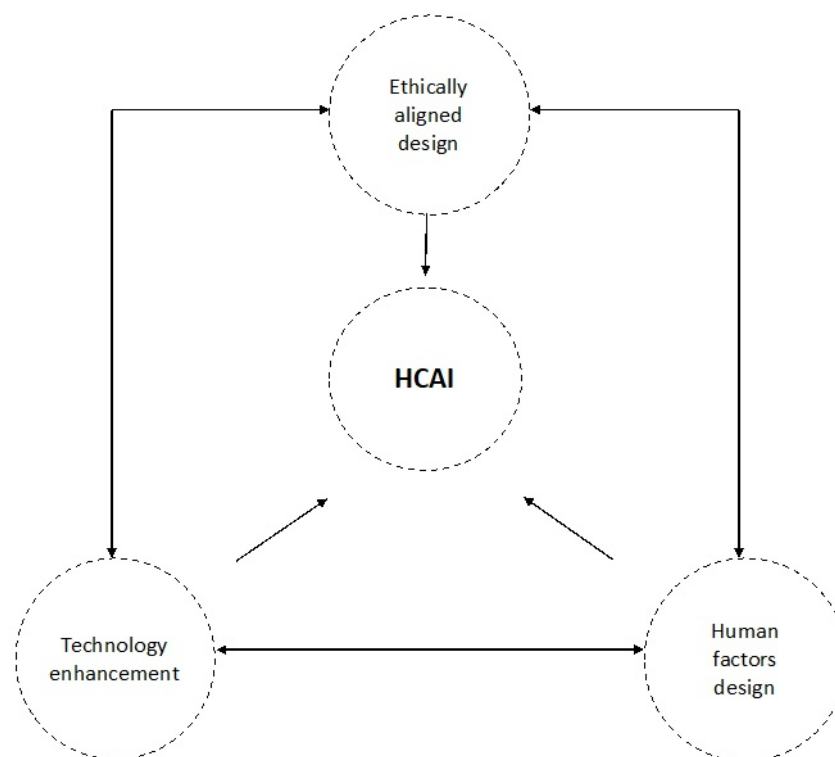 Ethically
aligned
design
HCAI
Technology
enhancement
Human
factors
design